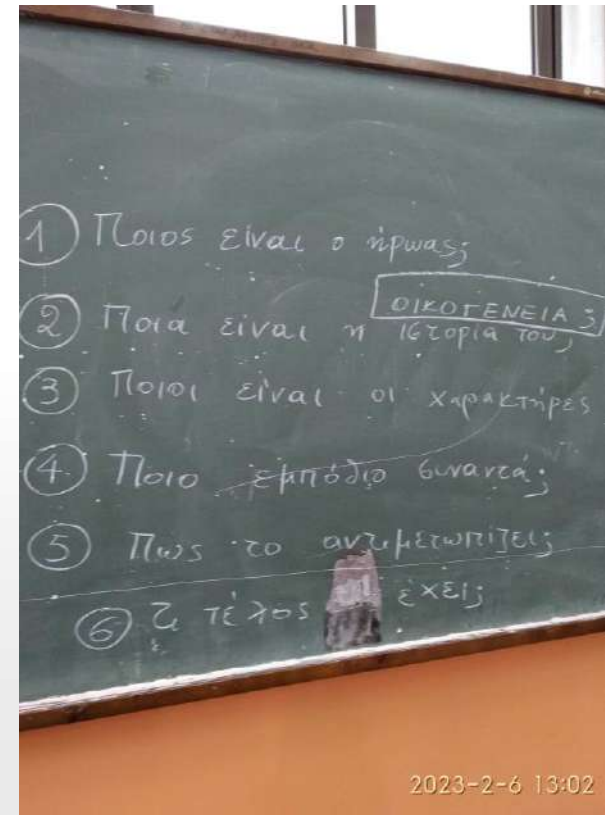 1 Ποιος είναι ο ήρωας;
ΟΙΚΟΓΕΝΕΙΑ ;
2 Ποια είναι η ιστορία του;
3 Ποιοι είναι οι χαρακτήρες
4 Ποιο εμπόδιο συναντά;
5 Πως το αντιμετωπίζει;
6 Τι τέλος έχει;
2023-2-6 13:02